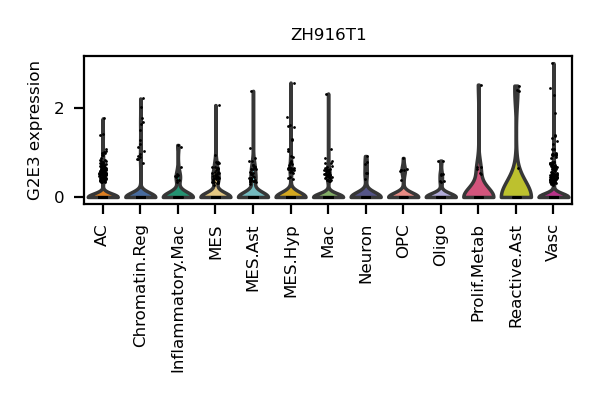 ZH916T1
G2E3 expression
2
0
AC
Chromatin.Reg
Inflammatory.Mac
MES
MES.Ast
MES.Hyp
Mac
Neuron
OPC
Oligo
Prolif.Metab
Reactive.Ast
Vasc